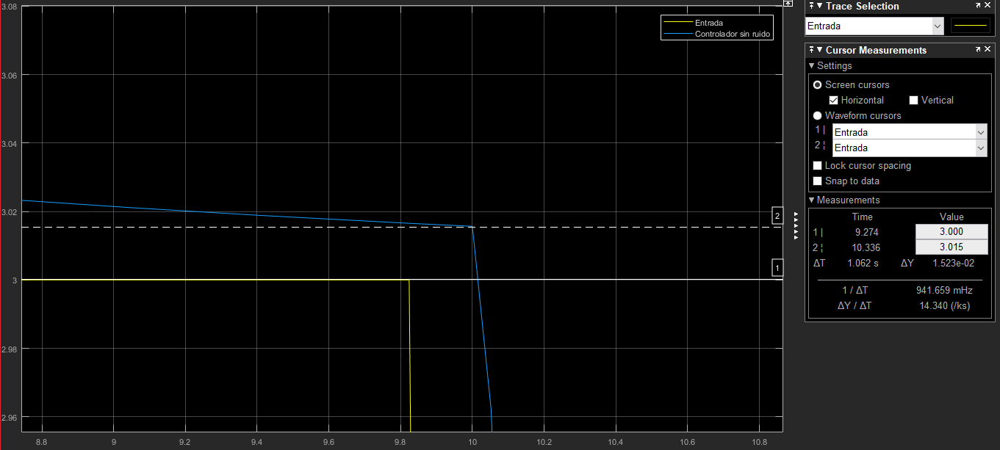 3.08
3.06
3.04
3.02
3
2.98
2.96
8.8 9 9.2 9.4 9.6 9.8 10 10.2 10.4 10.6 10.8
Entrada
Controlador sin ruido
2
1
Trace Selection
Entrada
Cursor Measurements
Settings
Screen cursors
Horizontal Vertical
Waveform cursors
1 | Entrada
2 ¦ Entrada
Lock cursor spacing
Snap to data
Measurements
Time Value
1 | 9.274 3.000
2 ¦ 10.336 3.015
ΔT 1.062 s ΔY 1.523e-02
1 / ΔT 941.659 mHz
ΔY / ΔT 14.340 (/ks)